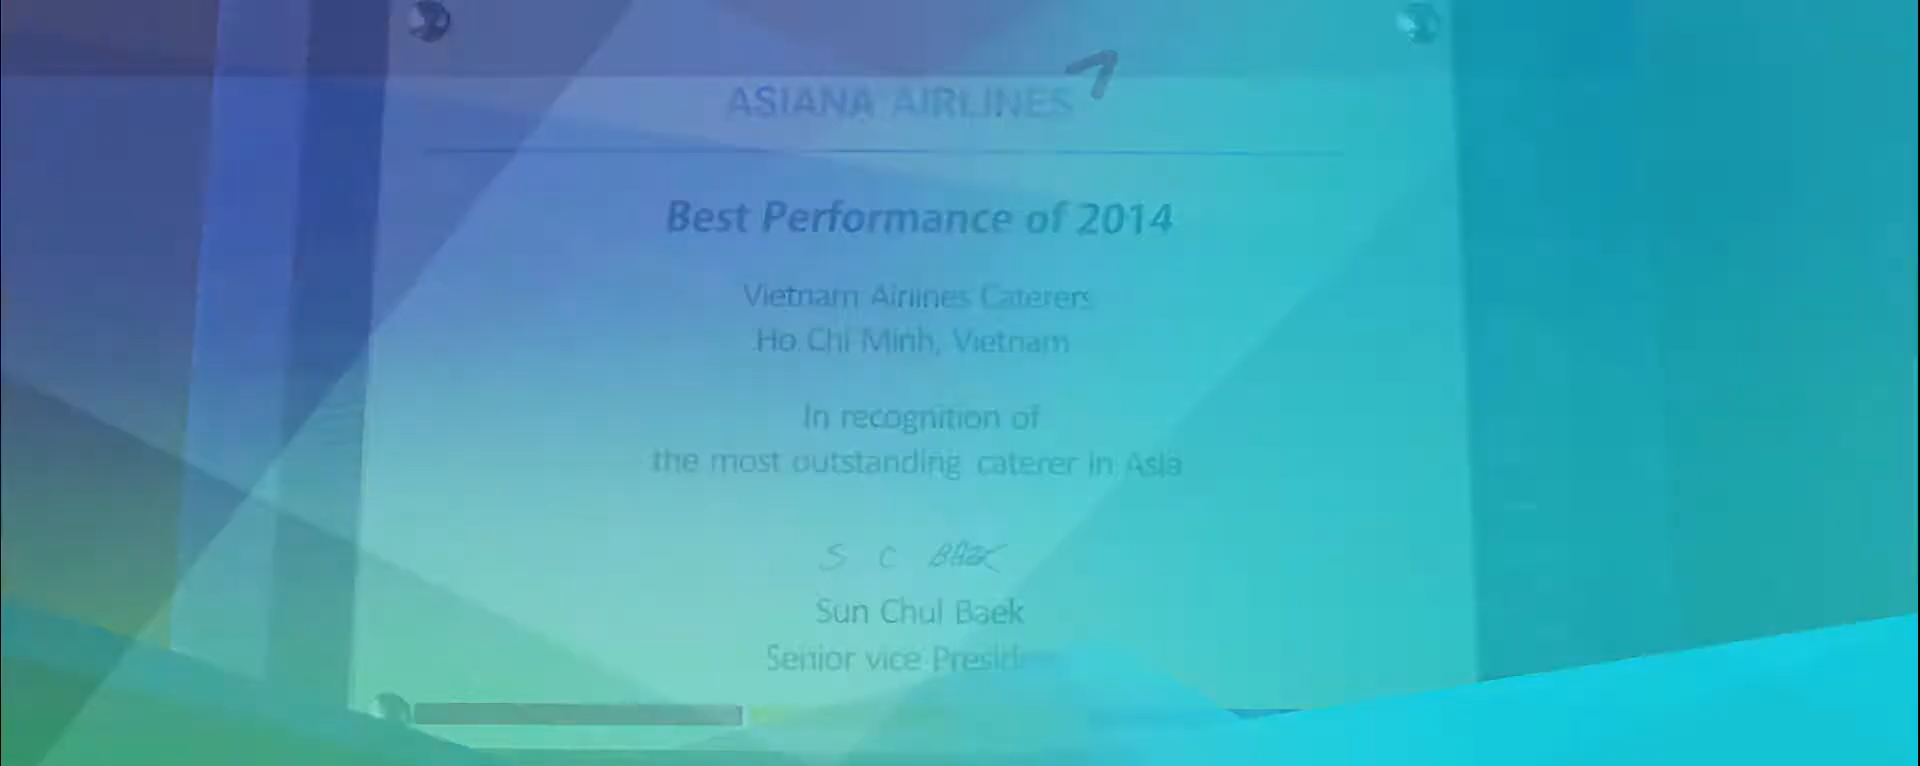 ASIANA AIRLINES
Best Performance of 2014
Vietnam Airlines Caterers
Ho Chi Minh, Vietnam
In recognition of
the most outstanding caterer in Asia
S C BAEK
Sun Chul Baek
Senior vice